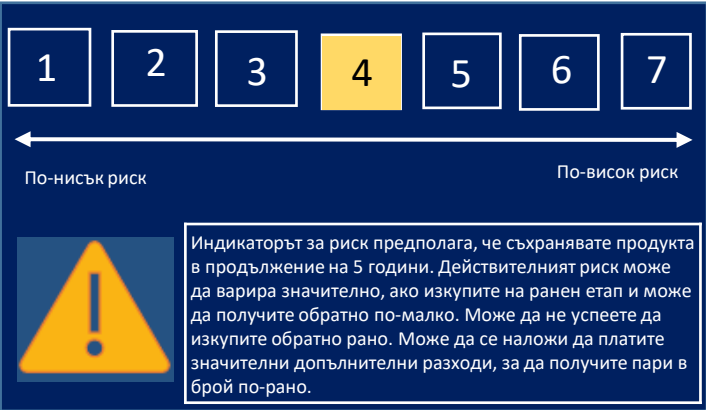 1 2 3 4 5 6 7
По-нисък риск
По-висок риск
Индикаторът за риск предполага, че съхранявате продукта
в продължение на 5 години. Действителният риск може
да варира значително, ако изкупите на ранен етап и може
да получите обратно по-малко. Може да не успеете да
изкупите обратно рано. Може да се наложи да платите
значителни допълнителни разходи, за да получите пари в
брой по-рано.